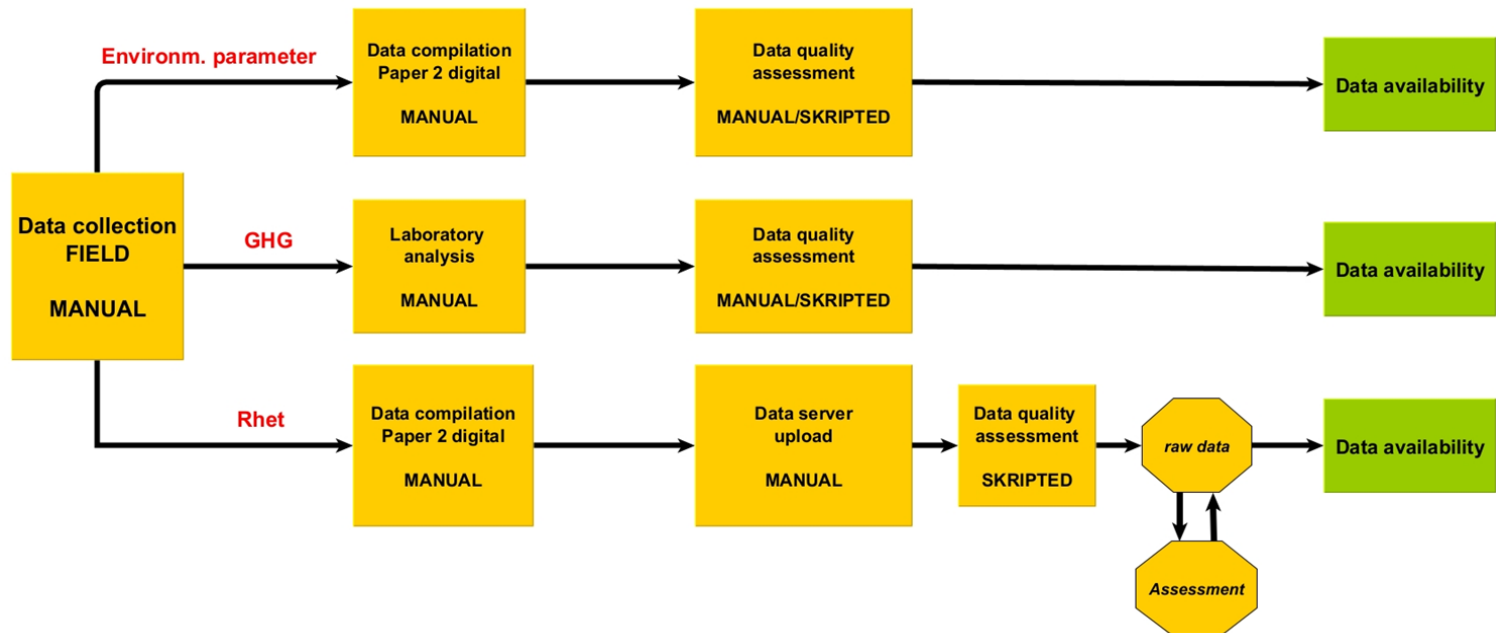 Environm. parameter
Data compilation
Paper 2 digital
MANUAL
Data quality
assessment
MANUAL/SKRIPTED
Data availability
Data collection
FIELD
MANUAL
GHG
Laboratory
analysis
MANUAL
Data quality
assessment
MANUAL/SKRIPTED
Data availability
Rhet
Data compilation
Paper 2 digital
MANUAL
Data server
upload
MANUAL
Data quality
assessment
SKRIPTED
raw data
Data availability
Assessment